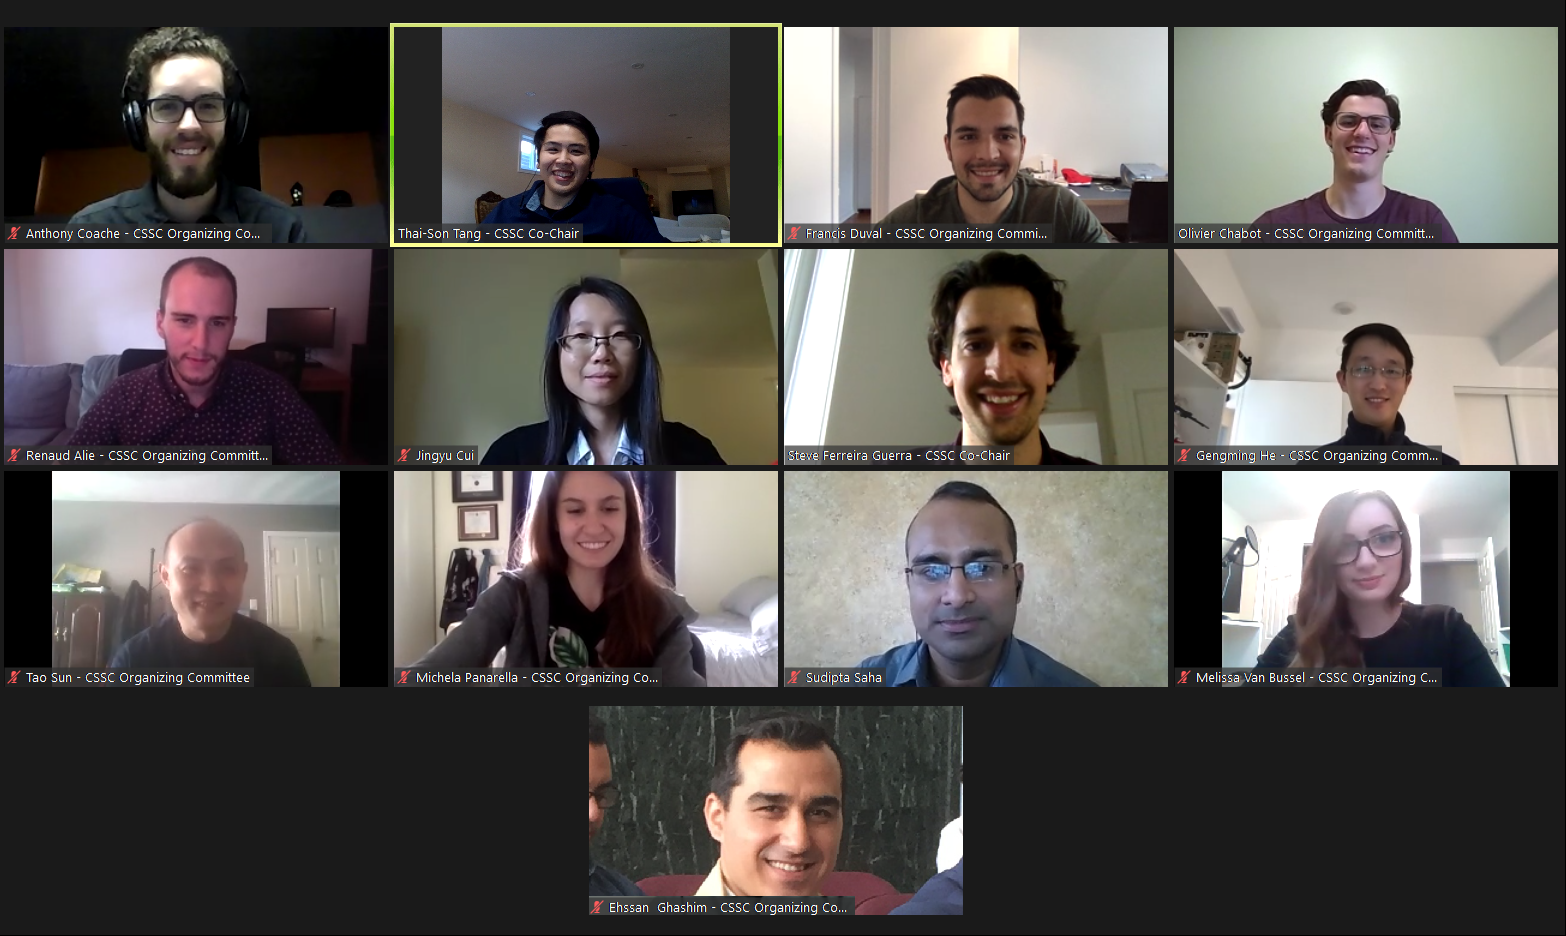 Anthony Coache - CSSC Organizing Co...
Thai-Son Tang - CSSC Co-Chair
Francis Duval - CSSC Organizing Commi...
Olivier Chabot - CSSC Organizing Committ...
Renaud Alie - CSSC Organizing Committ...
Jingyu Cui
Steve Ferreira Guerra - CSSC Co-Chair
Gengming He - CSSC Organizing Comm...
Tao Sun - CSSC Organizing Committee
Michela Panarella - CSSC Organizing Co...
Sudipta Saha
Melissa Van Bussel - CSSC Organizing C...
Ehssan  Ghashim - CSSC Organizing Co...